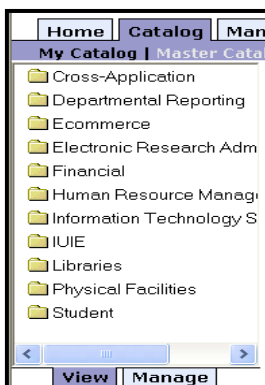 Home Catalog Man
My Catalog | Master Cata
Cross-Application
Departmental Reporting
Ecommerce
Electronic Research Adm
Financial
Human Resource Manag
Information Technology S
IUIE
Libraries
Physical Facilities
Student
View Manage